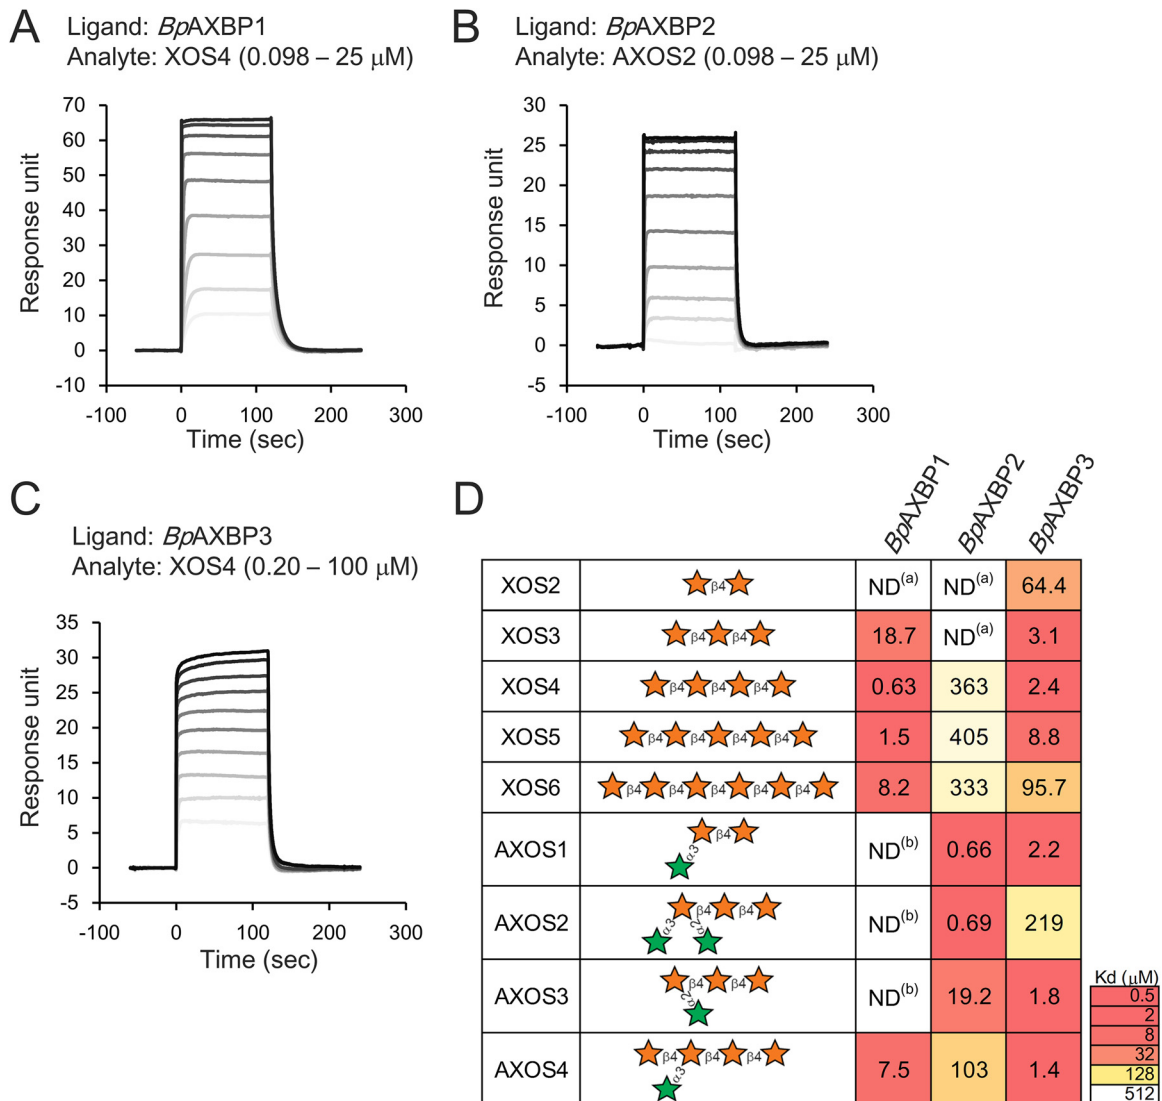 A
Ligand: BpAXBP1
Analyte: XOS4 (0.098 – 25 μM)
Response unit
70
60
50
40
30
20
10
0
-10
-100 0 100 200 300
Time (sec)
B
Ligand: BpAXBP2
Analyte: AXOS2 (0.098 – 25 μM)
Response unit
30
25
20
15
10
5
0
-5
-100 0 100 200 300
Time (sec)
C
Ligand: BpAXBP3
Analyte: XOS4 (0.20 – 100 μM)
Response unit
35
30
25
20
15
10
5
0
-5
-100 0 100 200 300
Time (sec)
D
BpAXBP1 BpAXBP2 BpAXBP3
XOS2 β4 ND(a) ND(a) 64.4
XOS3 β4 β4 18.7 ND(a) 3.1
XOS4 β4 β4 β4 0.63 363 2.4
XOS5 β4 β4 β4 β4 1.5 405 8.8
XOS6 β4 β4 β4 β4 β4 8.2 333 95.7
AXOS1 β4 α3 ND(b) 0.66 2.2
AXOS2 β4 β4 α3 α2 ND(b) 0.69 219
AXOS3 β4 β4 α2 ND(b) 19.2 1.8
AXOS4 β4 β4 β4 α3 7.5 103 1.4
Kd (μM)
0.5
2
8
32
128
512